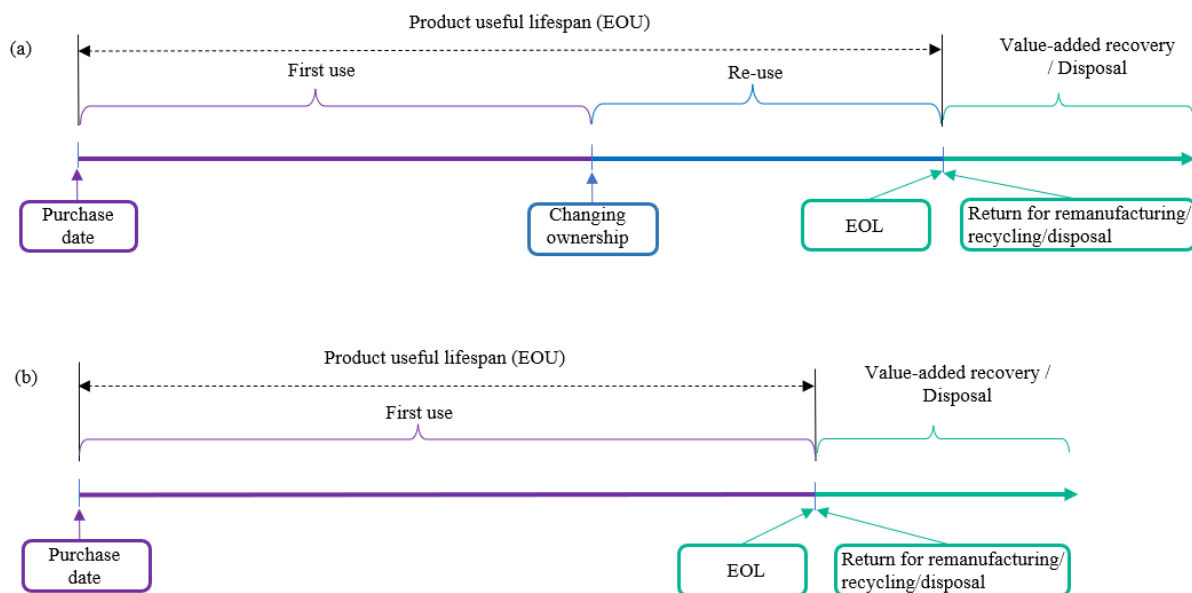 Product useful lifespan (EOU)
(a)
Value-added recovery
/ Disposal
First use
Re-use
Purchase
date
Changing
ownership
EOL
Return for remanufacturing/
recycling/disposal
Product useful lifespan (EOU)
(b)
Value-added recovery /
Disposal
First use
Purchase
date
EOL
Return for remanufacturing/
recycling/disposal